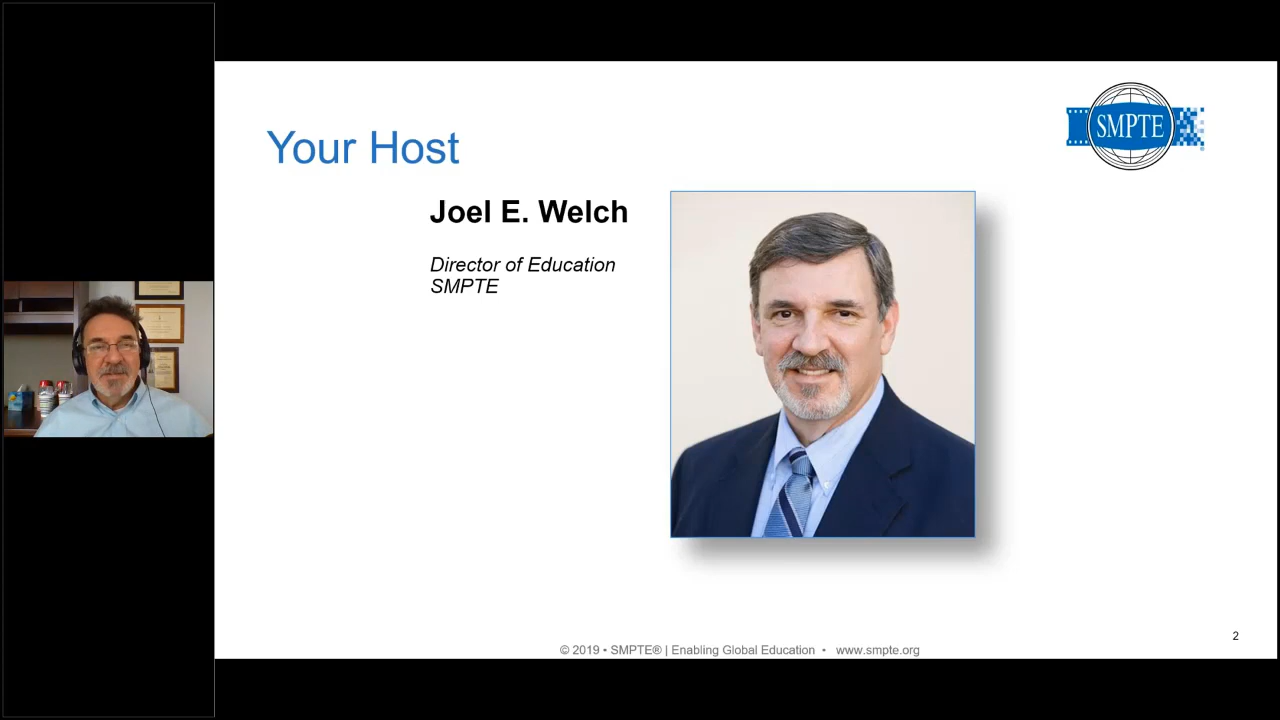 Your Host
SMPTE
Joel E. Welch
Director of Education
SMPTE
2
© 2019 • SMPTE® | Enabling Global Education • www.smpte.org